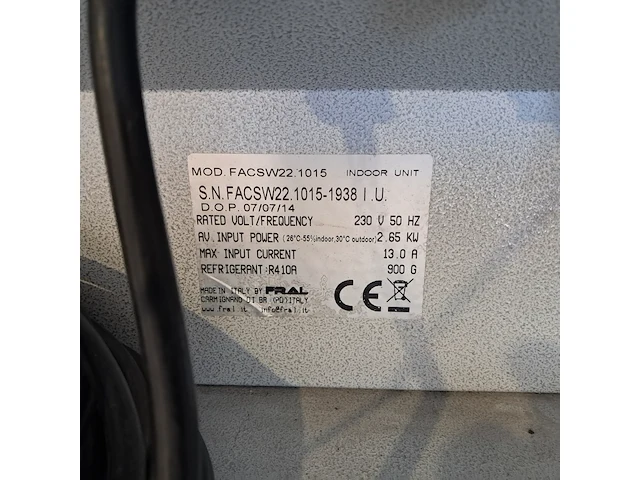 MOD. FACSW22.1015 INDOOR UNIT
S.N. FACSW22.1015-1938 I.U.
D.O.P. 07/07/14
RATED VOLT/FREQUENCY 230 V 50 HZ
AV. INPUT POWER (26°C-55% indoor,30°C outdoor) 2.65 KW
MAX INPUT CURRENT 13.0 A
REFRIGERANT:R410A 900 G
MADE IN ITALY BY FRAL
CARMIGNANO DI BR (PD)ITALY
www.fral.it info@fral.it
CE